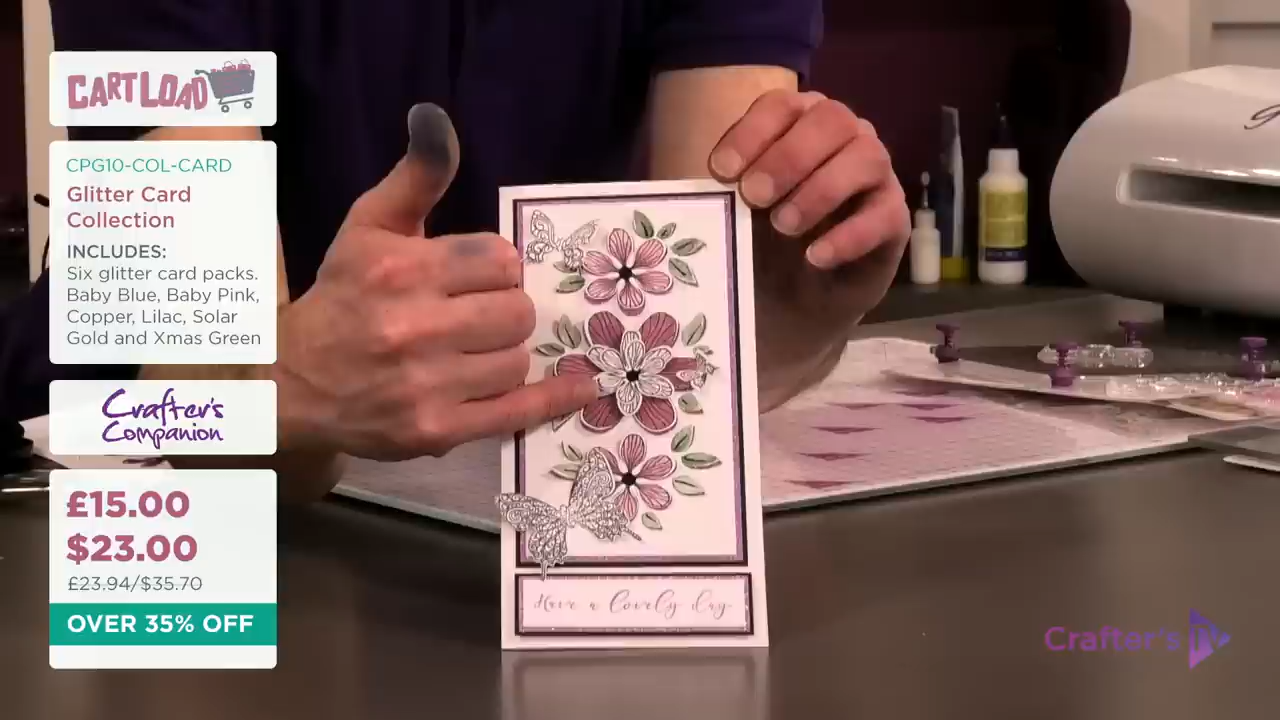 CARTLOAD
CPG10-COL-CARD
Glitter Card
Collection
INCLUDES:
Six glitter card packs.
Baby Blue, Baby Pink,
Copper, Lilac, Solar
Gold and Xmas Green
Crafter's
Companion
£15.00
$23.00
£23.94/$35.70
OVER 35% OFF
Have a lovely day
Crafter's TV